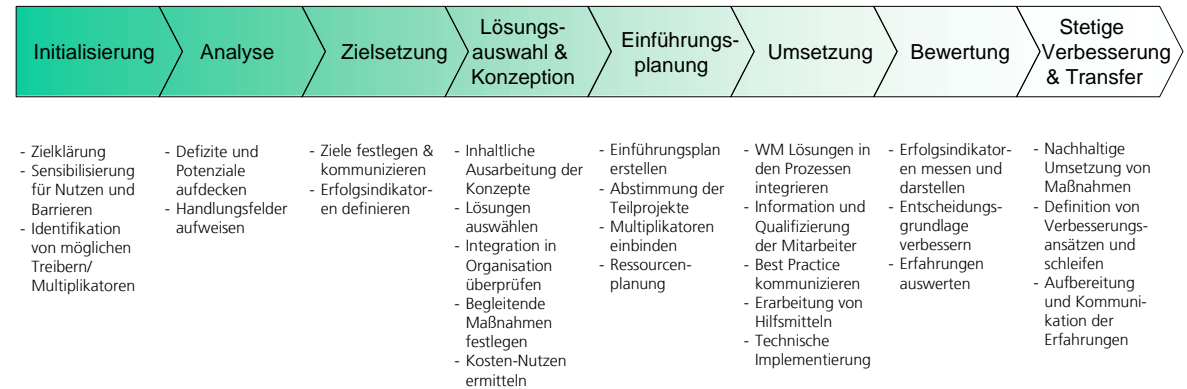 Initialisierung
Analyse
Zielsetzung
Lösungs-
auswahl &
Konzeption
Einführungs-
planung
Umsetzung
Bewertung
Stetige
Verbesserung
& Transfer
- Zielklärung
- Sensibilisierung
für Nutzen und
Barrieren
- Identifikation
von möglichen
Treibern/
Multiplikatoren
- Defizite und
Potenziale
aufdecken
- Handlungsfelder
aufweisen
- Ziele festlegen &
kommunizieren
- Erfolgsindikator-
en definieren
- Inhaltliche
Ausarbeitung der
Konzepte
- Lösungen
auswählen
- Integration in
Organisation
überprüfen
- Begleitende
Maßnahmen
festlegen
- Kosten-Nutzen
ermitteln
- Einführungsplan
erstellen
- Abstimmung der
Teilprojekte
- Multiplikatoren
einbinden
- Ressourcen-
planung
- WM Lösungen in
den Prozessen
integrieren
- Information und
Qualifizierung
der Mitarbeiter
- Best Practice
kommunizieren
- Erarbeitung von
Hilfsmitteln
- Technische
Implementierung
- Erfolgsindikator-
en messen und
darstellen
- Entscheidungs-
grundlage
verbessern
- Erfahrungen
auswerten
- Nachhaltige
Umsetzung von
Maßnahmen
- Definition von
Verbesserungs-
ansätzen und
schleifen
- Aufbereitung
und Kommuni-
kation der
Erfahrungen